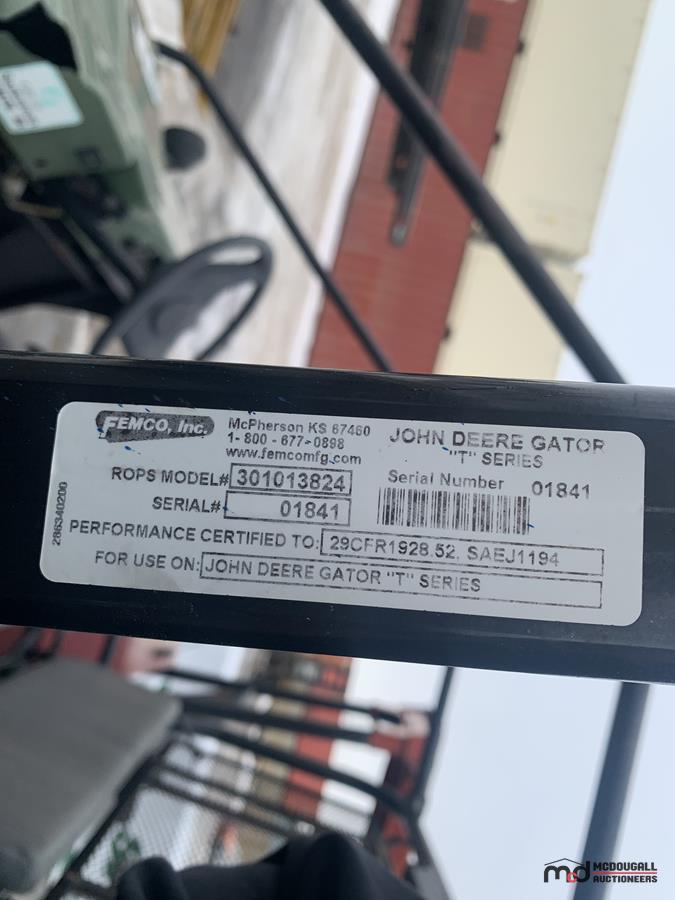 FEMCO, Inc.
McPherson KS 67460
1-800-677-0898
www.femcomfg.com
JOHN DEERE GATOR
"T" SERIES
ROPS MODEL# 301013824
SERIAL# 01841
Serial Number 01841
PERFORMANCE CERTIFIED TO: 29CFR1928.52, SAEJ1194
FOR USE ON: JOHN DEERE GATOR "T" SERIES
286340200
md MCDOUGALL
AUCTIONEERS